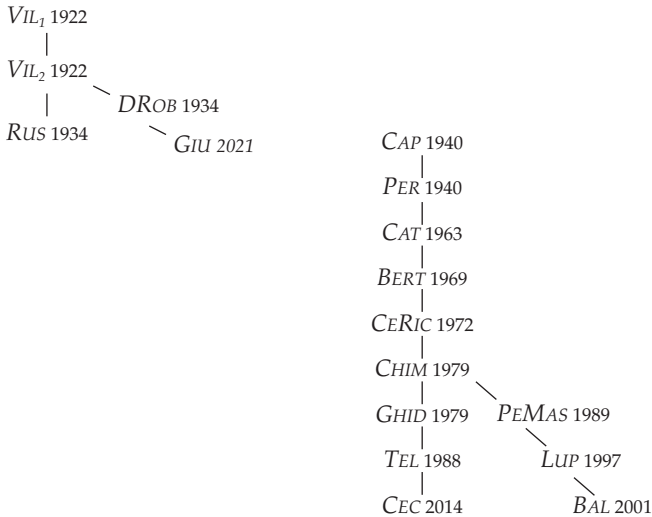 VIL₁ 1922
VIL₂ 1922
DROB 1934
RUS 1934
GIU 2021
CAP 1940
PER 1940
CAT 1963
BERT 1969
CERIC 1972
CHIM 1979
GHID 1979
PEMAS 1989
TEL 1988
LUP 1997
CEC 2014
BAL 2001